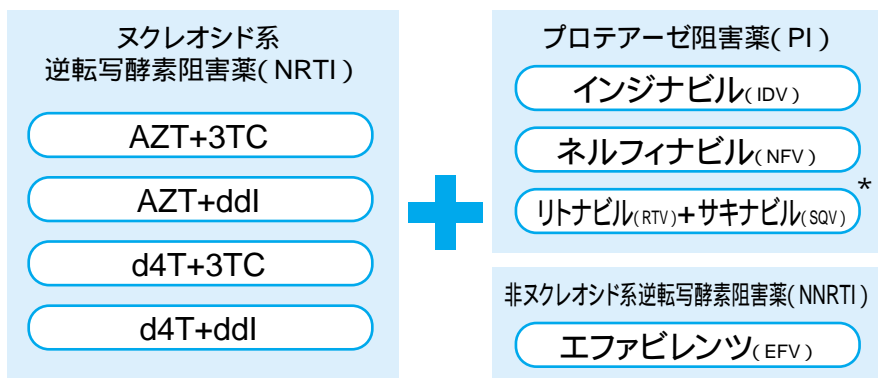 ヌクレオシド系
逆転写酵素阻害薬(NRTI)
AZT+3TC
AZT+ddI
d4T+3TC
d4T+ddI
+
プロテアーゼ阻害薬(PI)
インジナビル(IDV)
ネルフィナビル(NFV)
リトナビル(RTV)+サキナビル(SQV)*
非ヌクレオシド系逆転写酵素阻害薬(NNRTI)
エファビレンツ(EFV)